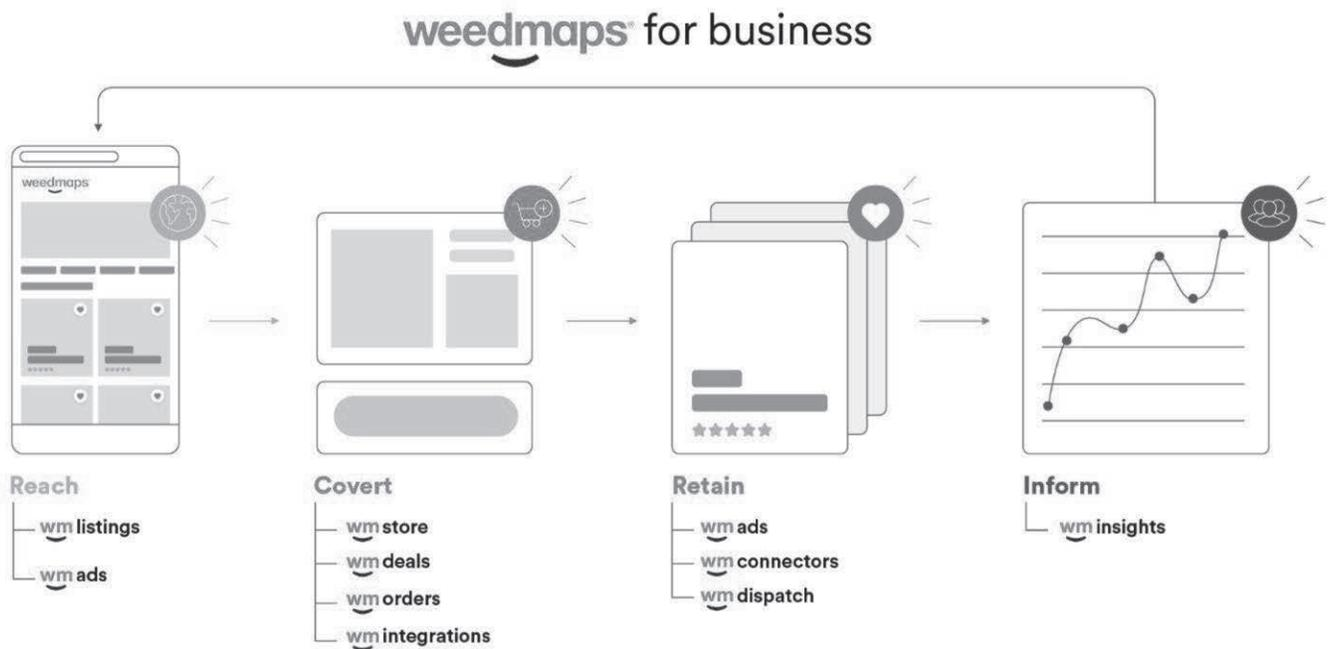 weedmaps® for business
weedmaps
Reach
wm listings
wm ads
Covert
wm store
wm deals
wm orders
wm integrations
Retain
wm ads
wm connectors
wm dispatch
Inform
wm insights